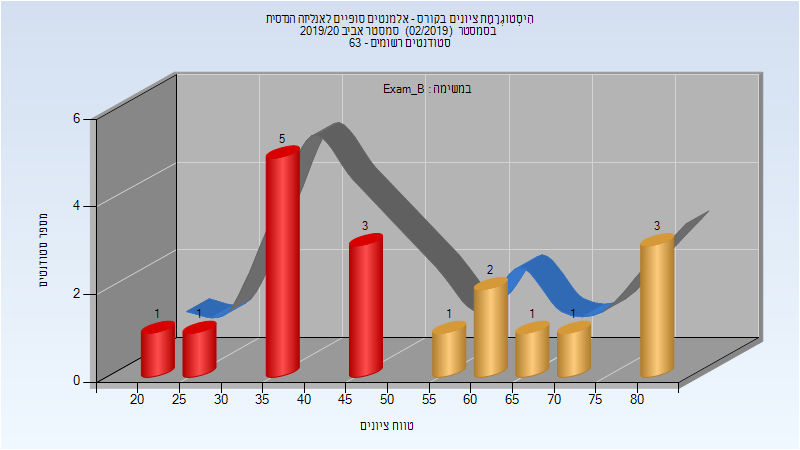 הִיסְטוֹגְרָמַת ציונים בקורס - אלמנטים סופיים לאנליזה הנדסית
בסמסטר (02/2019) סמסטר אביב 2019/20
סטודנטים רשומים - 63
במשימה : Exam_B
מספר סטודנטים
6
4
2
0
1
1
5
3
1
2
1
1
3
20 25 30 35 40 45 50 55 60 65 70 75 80
טווח ציונים